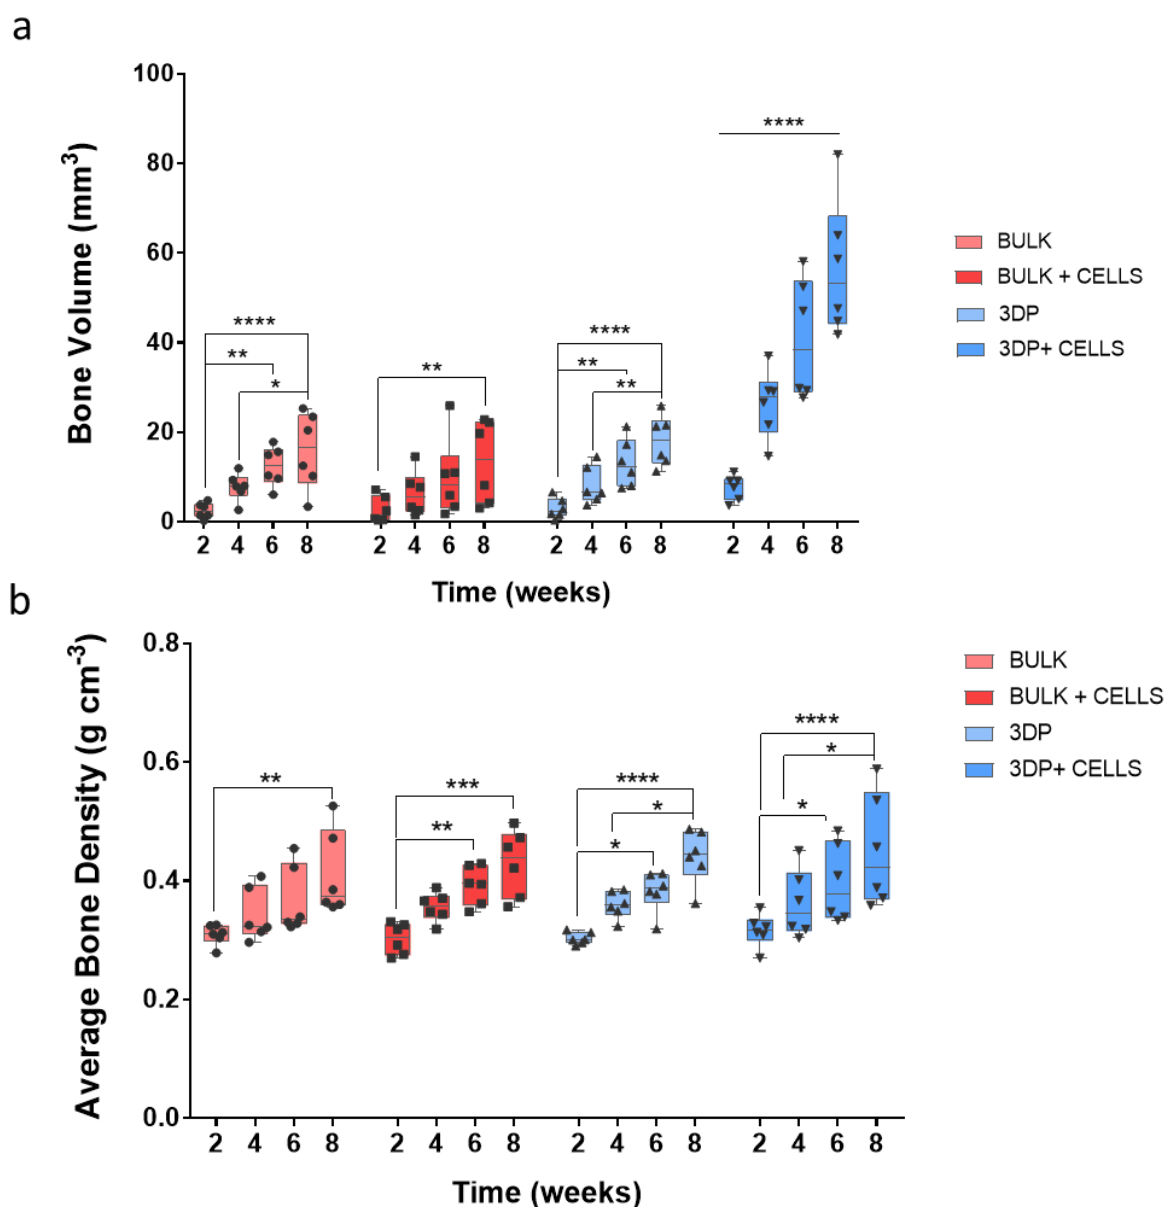 a
Bone Volume (mm³)
100
80
60
40
20
0
****
**
*
**
****
**
**
****
2 4 6 8 2 4 6 8 2 4 6 8 2 4 6 8
Time (weeks)
BULK
BULK + CELLS
3DP
3DP+ CELLS
b
Average Bone Density (g cm⁻³)
0.8
0.6
0.4
0.2
0.0
**
***
**
****
*
*
****
*
*
2 4 6 8 2 4 6 8 2 4 6 8 2 4 6 8
Time (weeks)
BULK
BULK + CELLS
3DP
3DP+ CELLS